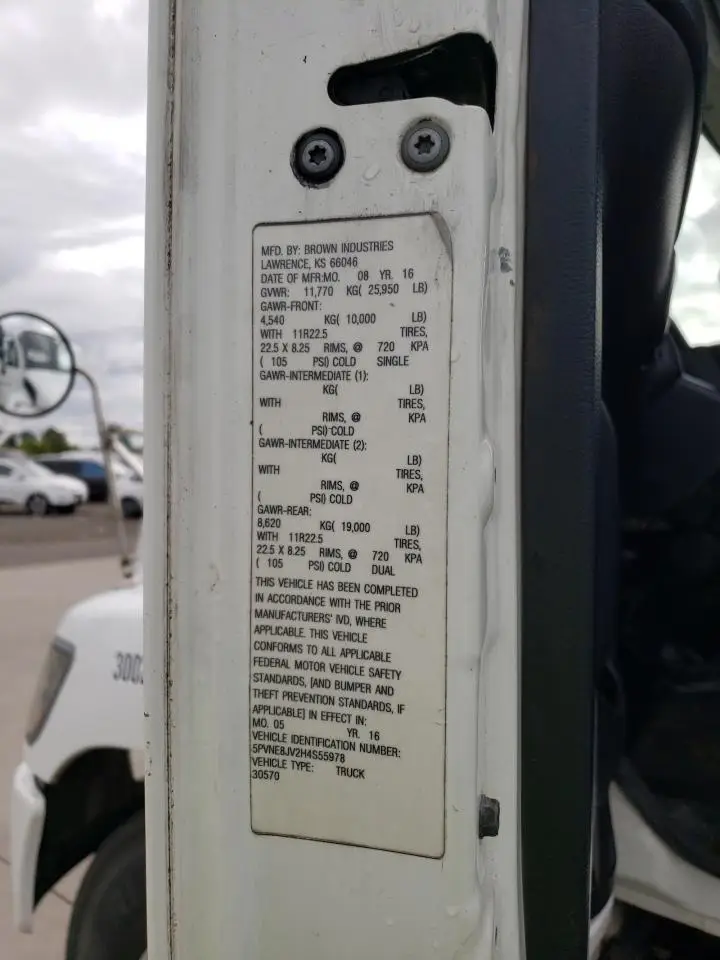 MFD. BY: BROWN INDUSTRIES
LAWRENCE, KS 66046
DATE OF MFR:MO. 08 YR. 16
GVWR: 11,770 KG( 25,950 LB)
GAWR-FRONT:
4,540 KG( 10,000 LB)
WITH 11R22.5 TIRES,
22.5 X 8.25 RIMS, @ 720 KPA
( 105 PSI) COLD SINGLE
GAWR-INTERMEDIATE (1):
KG( LB)
WITH TIRES,
RIMS, @ KPA
( PSI) COLD
GAWR-INTERMEDIATE (2):
KG( LB)
WITH TIRES,
RIMS, @ KPA
( PSI) COLD
GAWR-REAR:
8,620 KG( 19,000 LB)
WITH 11R22.5 TIRES,
22.5 X 8.25 RIMS, @ 720 KPA
( 105 PSI) COLD DUAL
THIS VEHICLE HAS BEEN COMPLETED
IN ACCORDANCE WITH THE PRIOR
MANUFACTURERS' IVD, WHERE
APPLICABLE. THIS VEHICLE
CONFORMS TO ALL APPLICABLE
FEDERAL MOTOR VEHICLE SAFETY
STANDARDS, [AND BUMPER AND
THEFT PREVENTION STANDARDS, IF
APPLICABLE] IN EFFECT IN:
MO. 05 YR. 16
VEHICLE IDENTIFICATION NUMBER:
5PVNE8JV2H4S55978
VEHICLE TYPE: TRUCK
30570